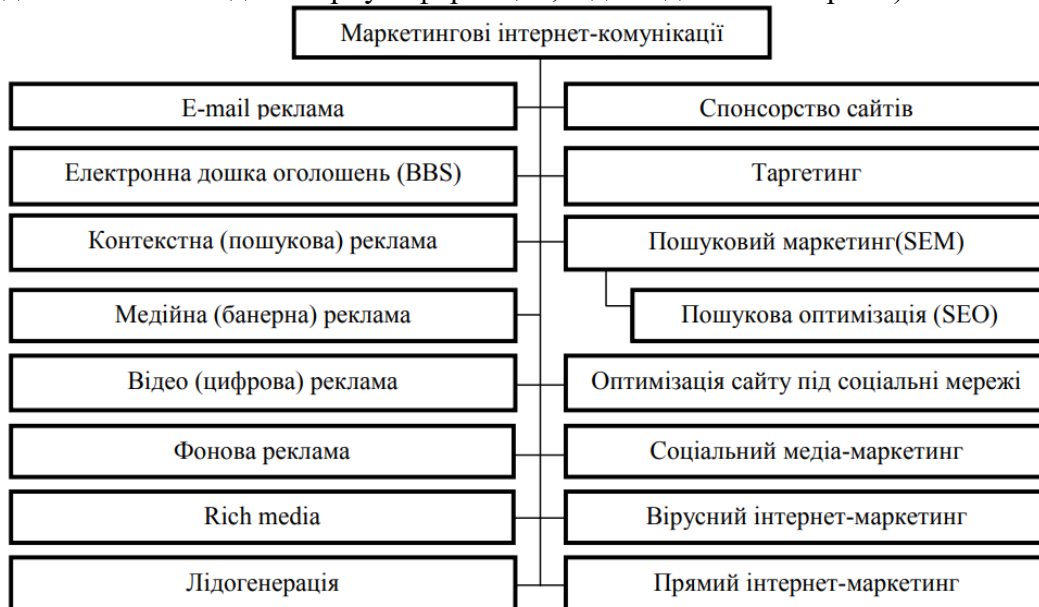 Маркетингові інтернет-комунікації
E-mail реклама
Спонсорство сайтів
Електронна дошка оголошень (BBS)
Таргетинг
Контекстна (пошукова) реклама
Пошуковий маркетинг(SEM)
Медійна (банерна) реклама
Пошукова оптимізація (SEO)
Відео (цифрова) реклама
Оптимізація сайту під соціальні мережі
Фонова реклама
Соціальний медіа-маркетинг
Rich media
Вірусний інтернет-маркетинг
Лідогенерація
Прямий інтернет-маркетинг